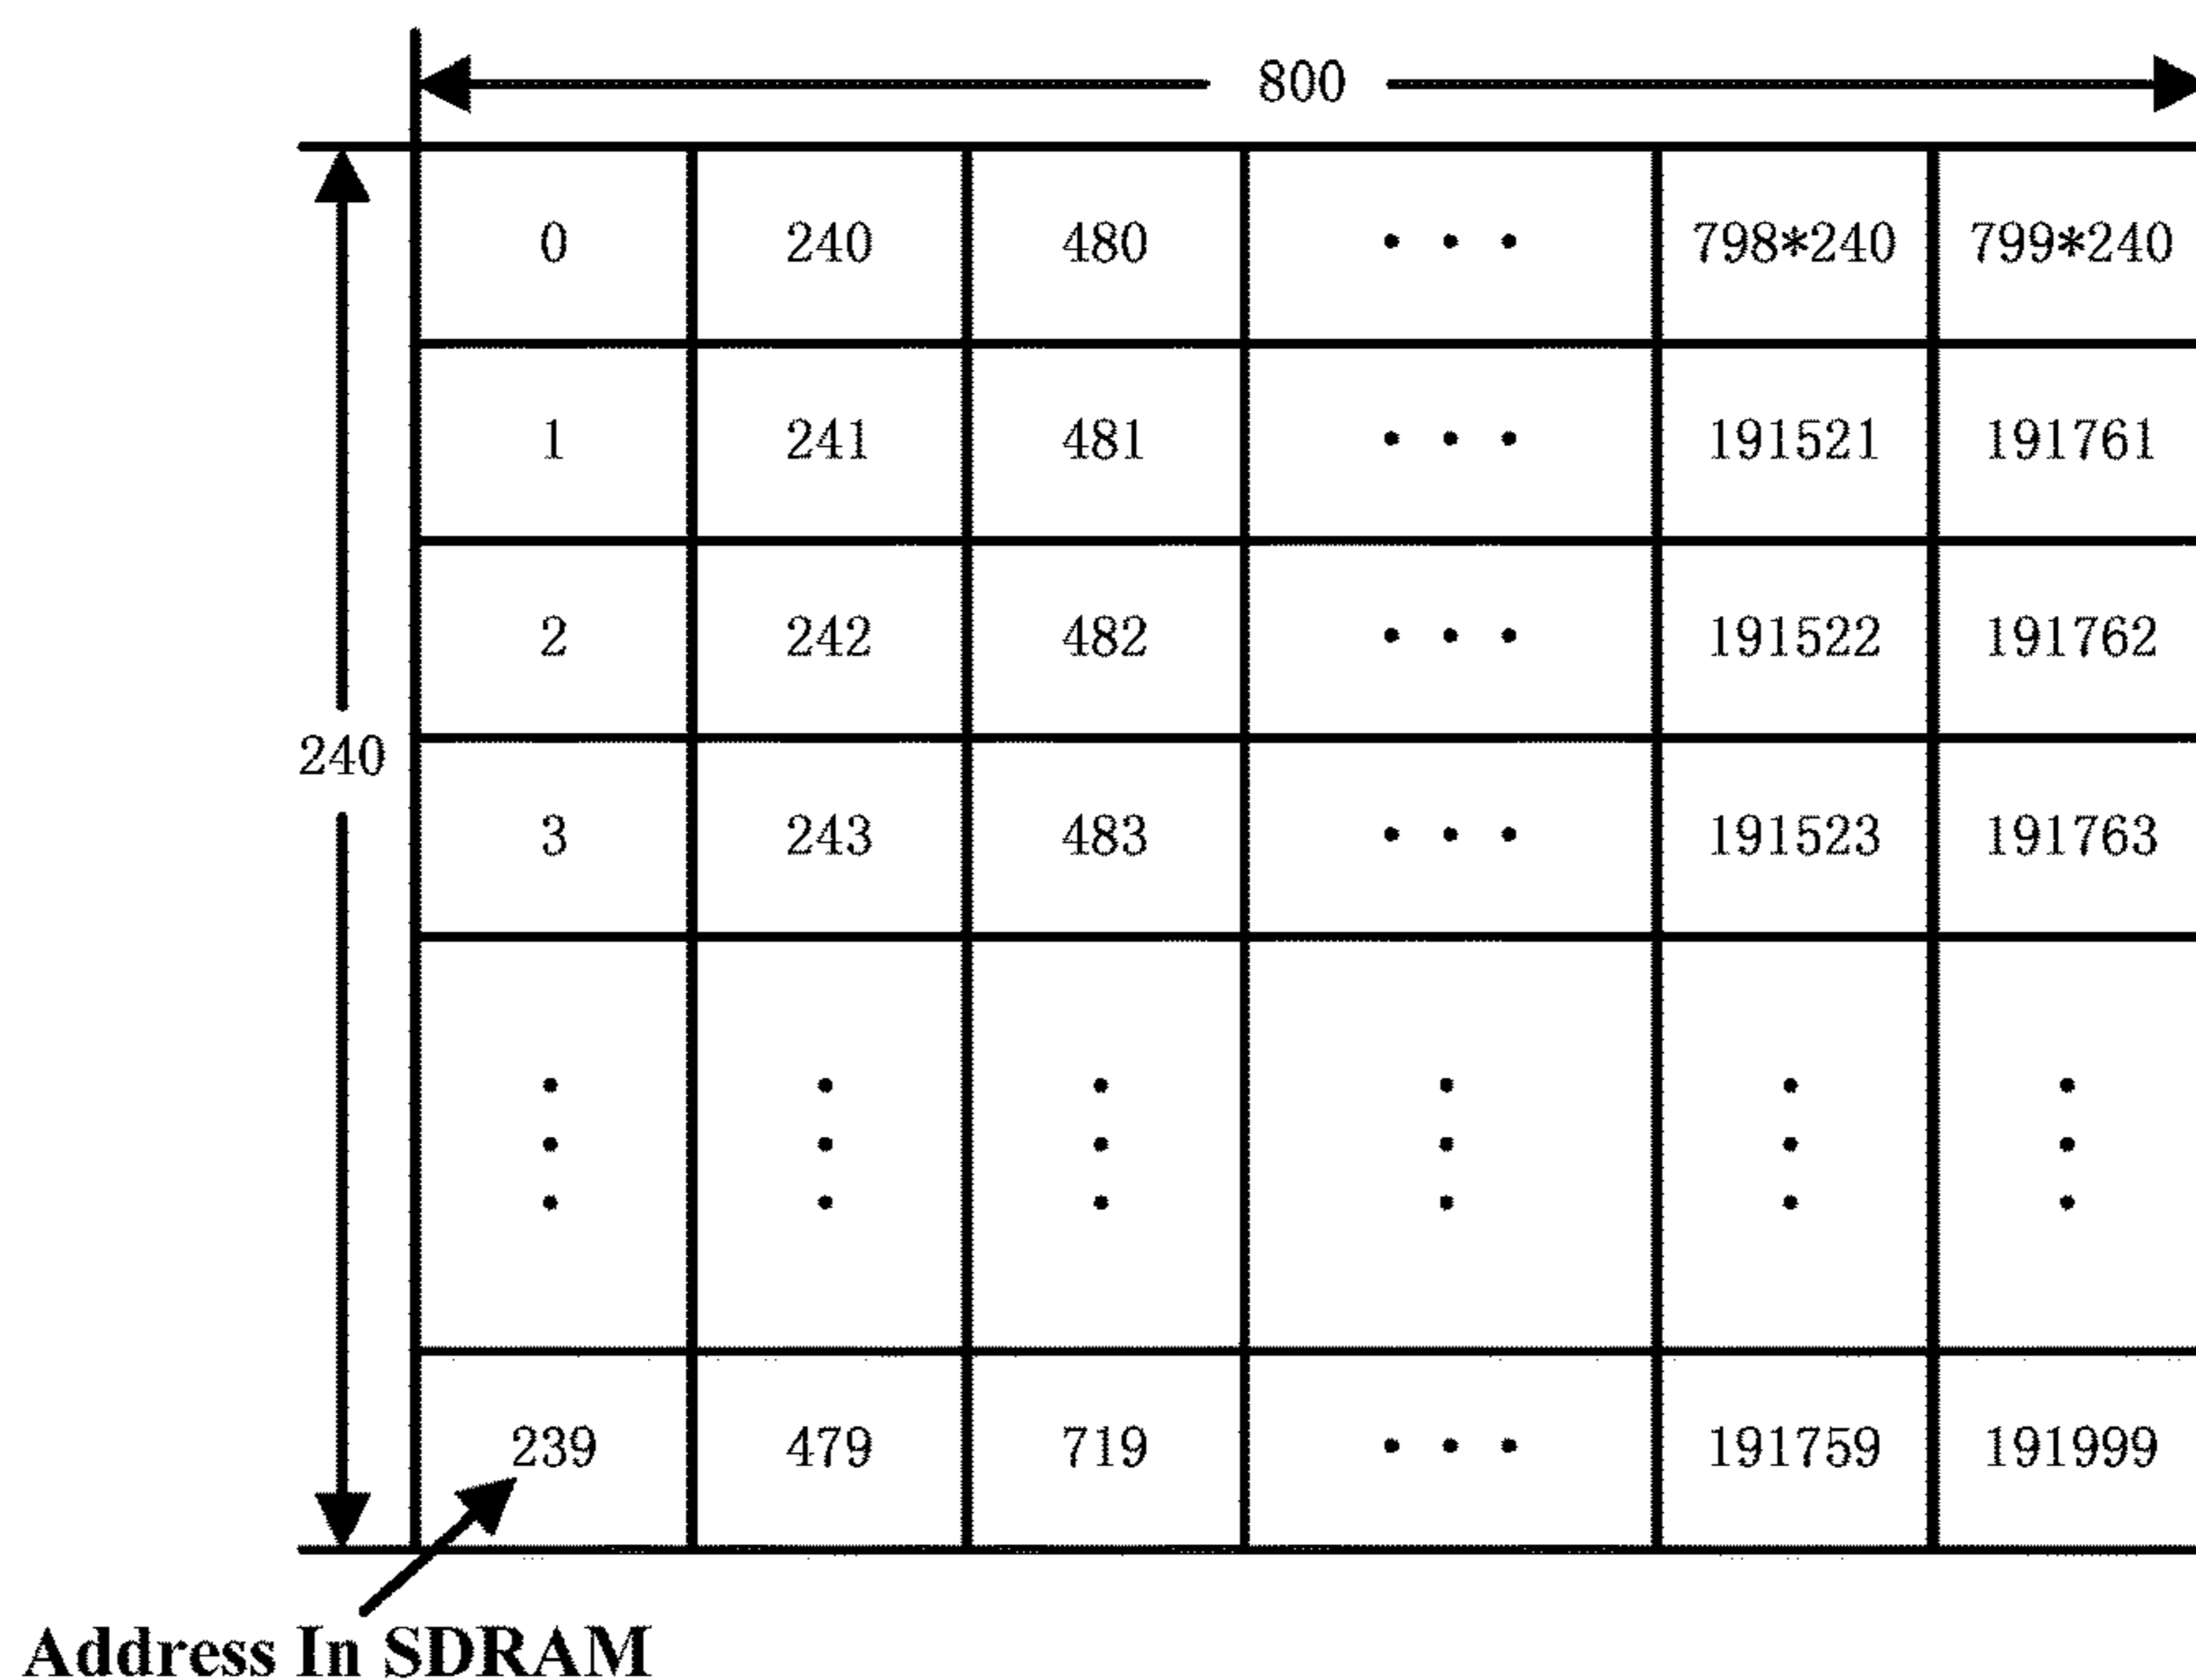 800
0 240 480 • • • 798*240 799*240
1 241 481 • • • 191521 191761
2 242 482 • • • 191522 191762
240
3 243 483 • • • 191523 191763
239 479 719 • • • 191759 191999
Address In SDRAM